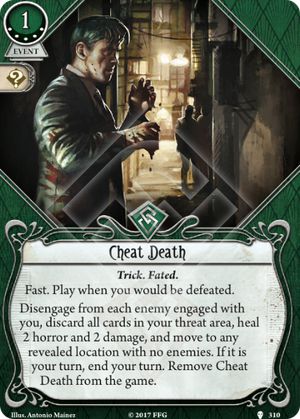 1
EVENT
?
Cheat Death
Trick. Fated.
Fast. Play when you would be defeated.
Disengage from each enemy engaged with
you, discard all cards in your threat area, heal
2 horror and 2 damage, and move to any
revealed location with no enemies. If it is
your turn, end your turn. Remove Cheat
Death from the game.
Illus. Antonio Mainez
© 2017 FFG
310